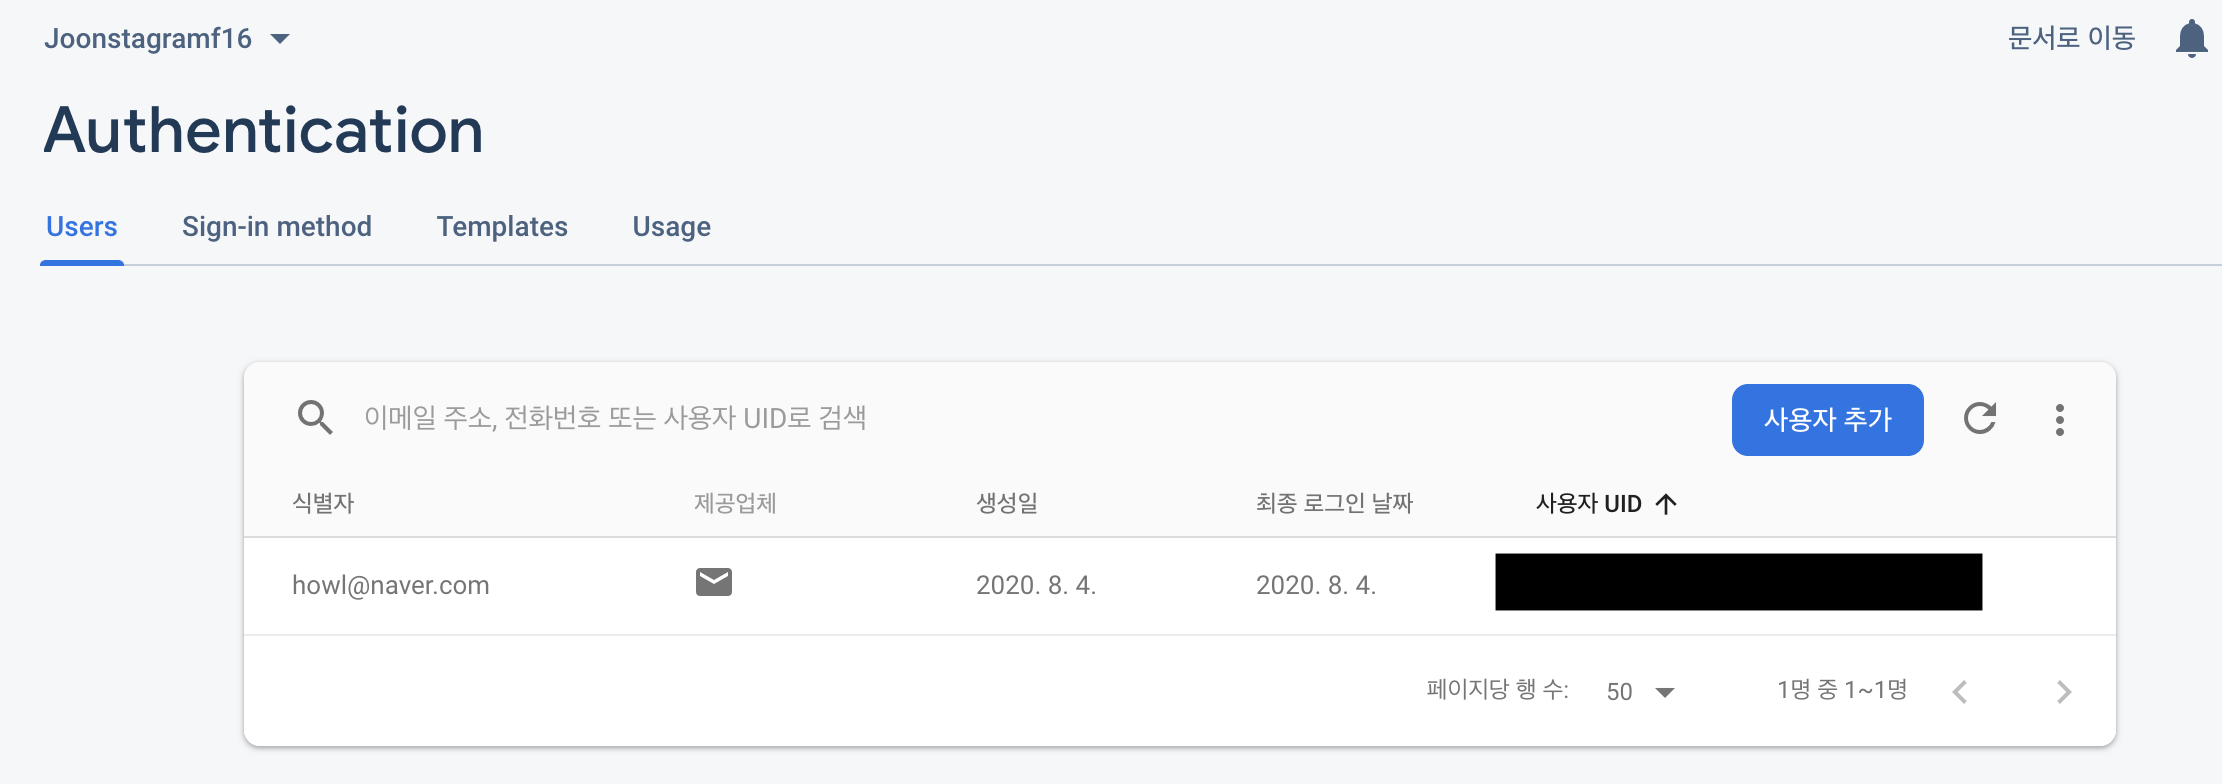 Joonstagramf16
문서로 이동
Authentication
Users Sign-in method Templates Usage
이메일 주소, 전화번호 또는 사용자 UID로 검색
사용자 추가
식별자 제공업체 생성일 최종 로그인 날짜 사용자 UID
howl@naver.com 2020. 8. 4. 2020. 8. 4.
페이지당 행 수: 50 1명 중 1~1명